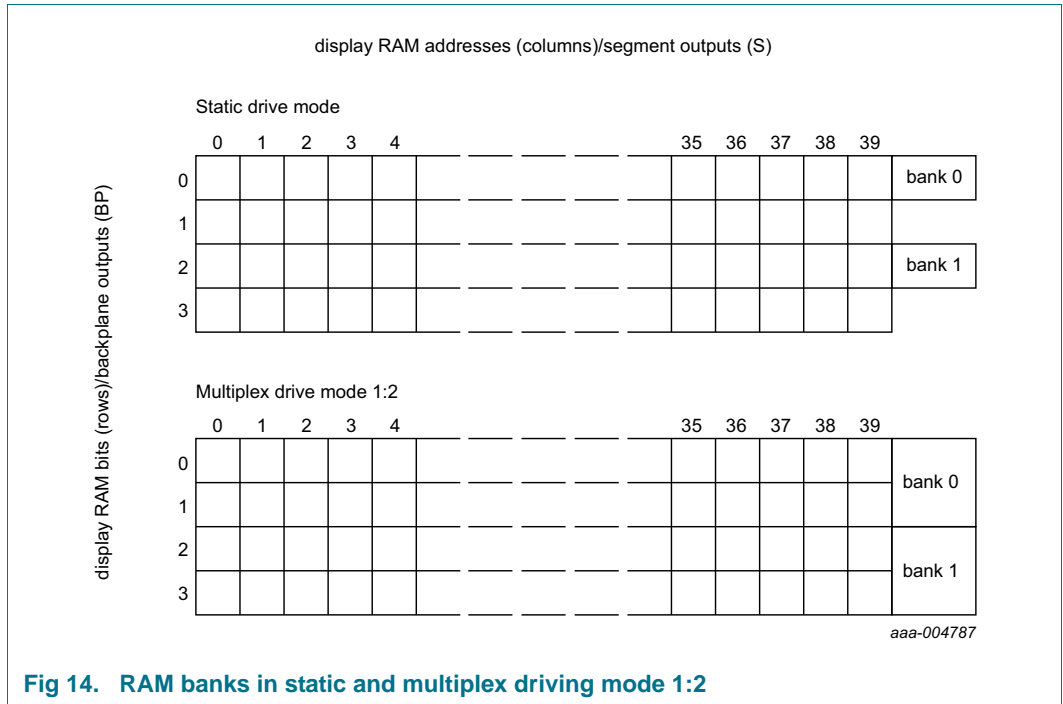 display RAM addresses (columns)/segment outputs (S)
display RAM bits (rows)/backplane outputs (BP)
Static drive mode
0 1 2 3 4 35 36 37 38 39
0 bank 0
1
2 bank 1
3
Multiplex drive mode 1:2
0 1 2 3 4 35 36 37 38 39
0
bank 0
1
2
bank 1
3
aaa-004787
Fig 14. RAM banks in static and multiplex driving mode 1:2